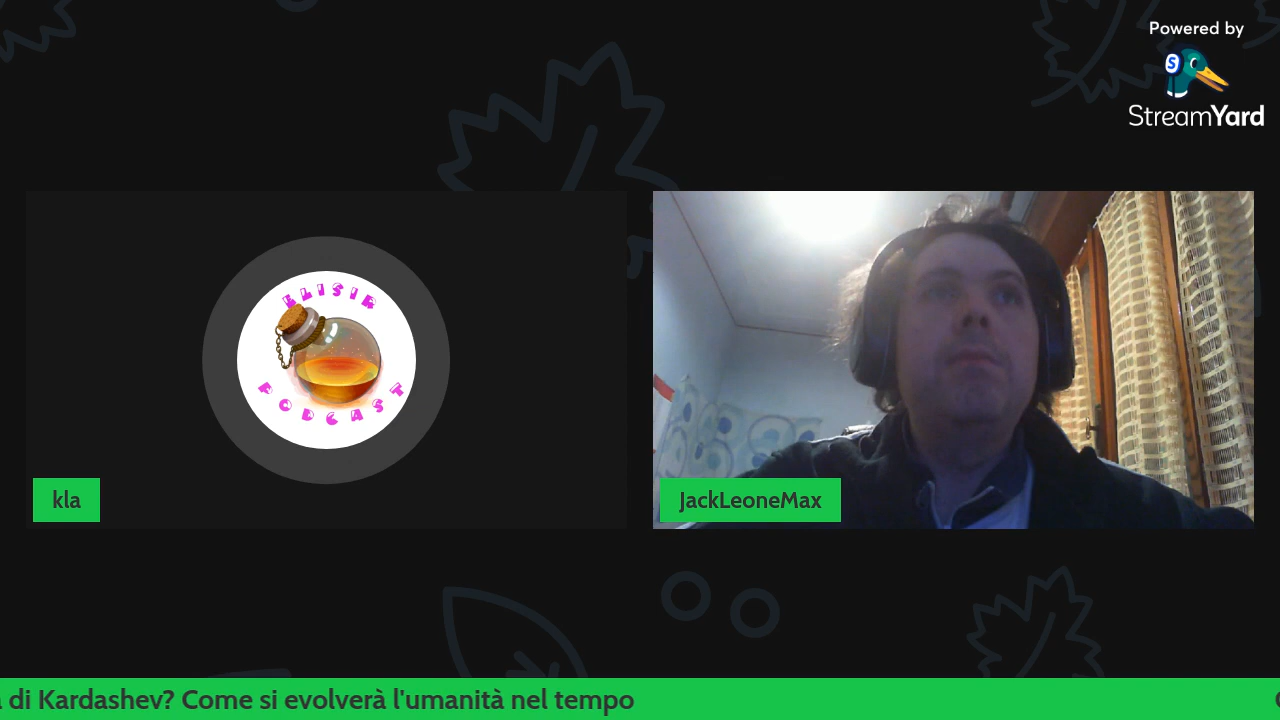 Powered by
S
StreamYard
ELISIR
PODCAST
kla
JackLeoneMax
di Kardashev? Come si evolverà l'umanità nel tempo